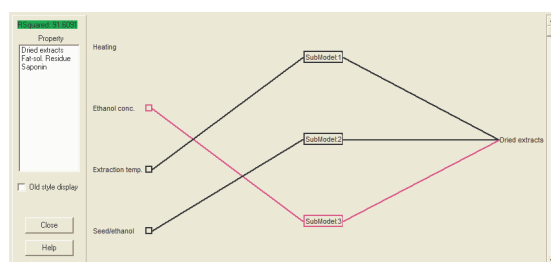 RSquared: 91.6091
Property
Dried extracts
Fat-sol. Residue
Saponin
Old style display
Close
Help
Heating
Ethanol conc.
Extraction temp.
Seed/ethanol
SubModel:1
SubModel:2
SubModel:3
Dried extracts